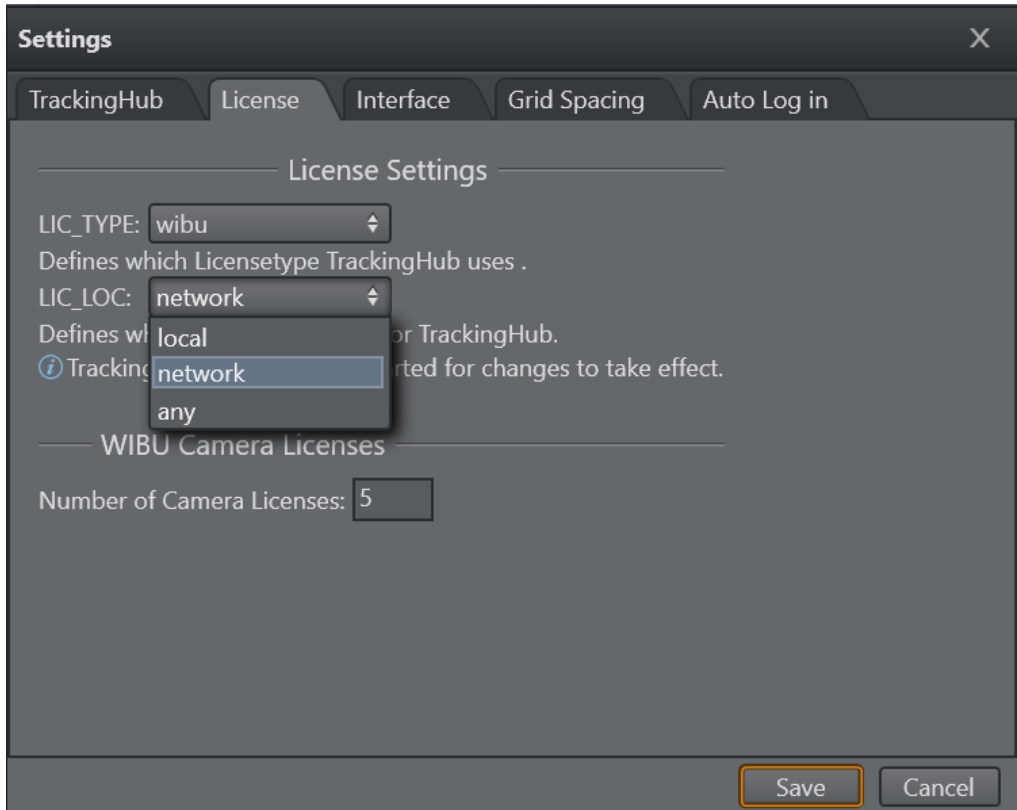 Settings X
TrackingHub License Interface Grid Spacing Auto Log in
License Settings
LIC_TYPE: wibu
Defines which Licensetype TrackingHub uses .
LIC_LOC: network
Defines or TrackingHub.
local
Tracking for changes to take effect.
network
any
WIBU Camera Licenses
Number of Camera Licenses: 5
Save Cancel